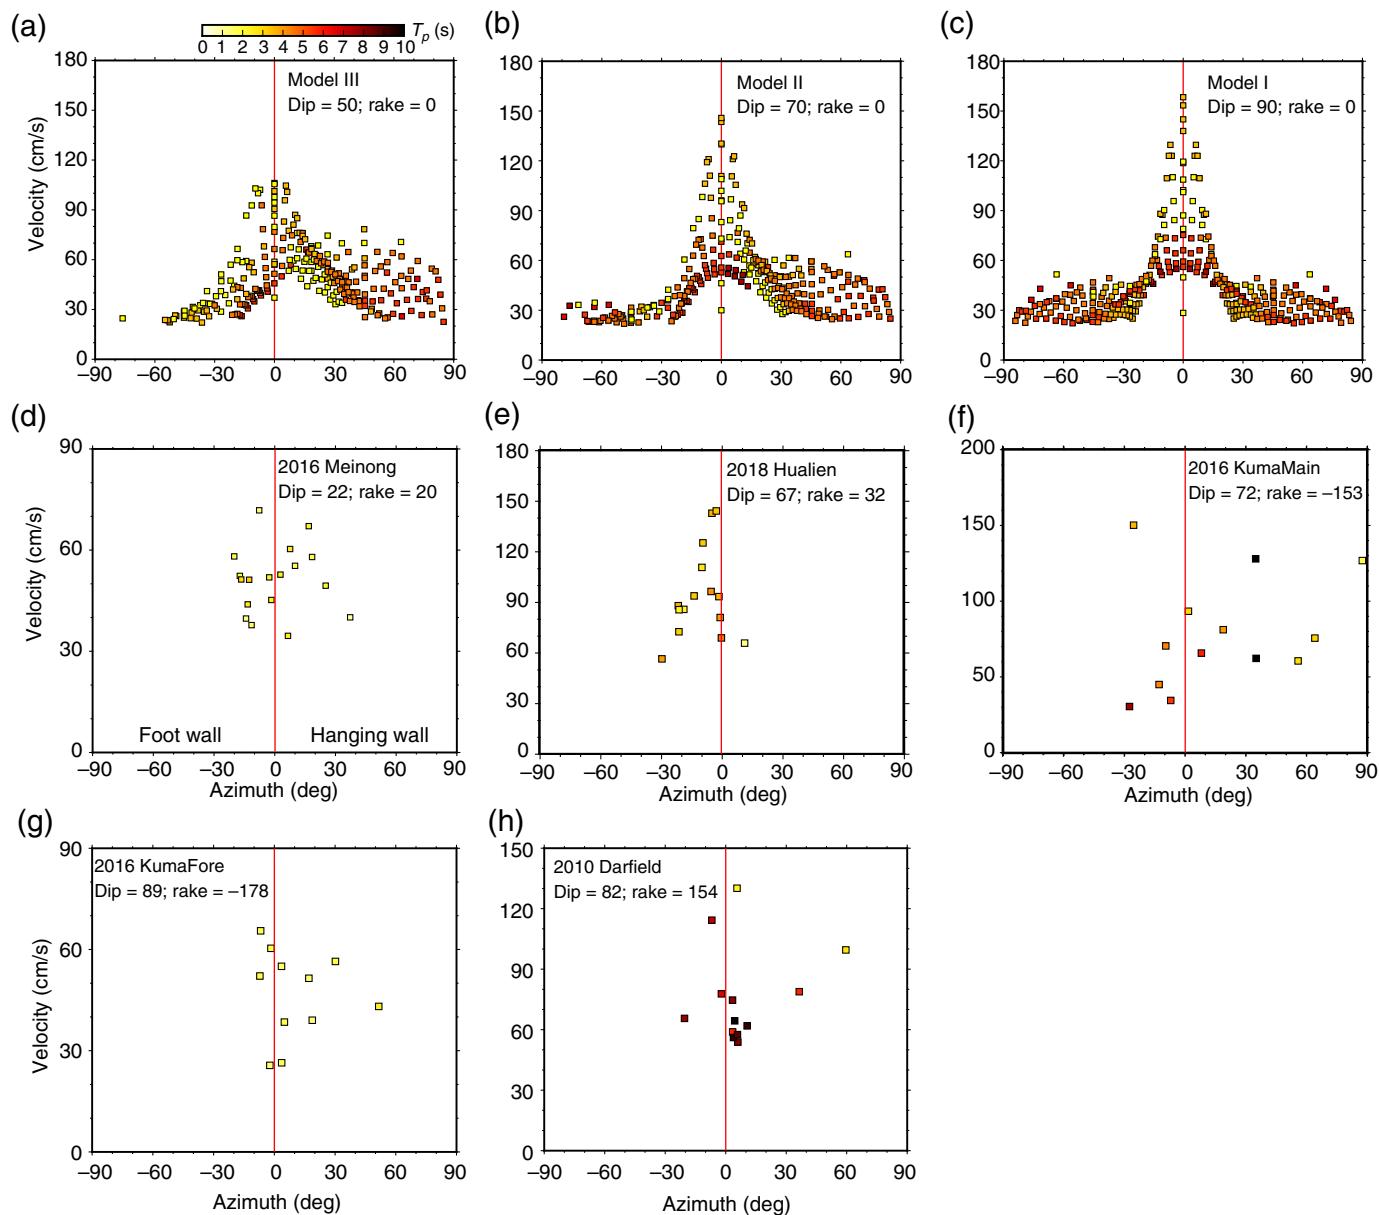 (a)
T_p (s)
0 1 2 3 4 5 6 7 8 9 10
Model III
Dip = 50; rake = 0
Velocity (cm/s)
180
150
120
90
60
30
0
−90 −60 −30 0 30 60 90
(b)
Model II
Dip = 70; rake = 0
180
150
120
90
60
30
0
−90 −60 −30 0 30 60 90
(c)
Model I
Dip = 90; rake = 0
180
150
120
90
60
30
0
−90 −60 −30 0 30 60 90
(d)
2016 Meinong
Dip = 22; rake = 20
Velocity (cm/s)
90
60
30
0
Foot wall
Hanging wall
−90 −60 −30 0 30 60 90
Azimuth (deg)
(e)
2018 Hualien
Dip = 67; rake = 32
180
150
120
90
60
30
0
−90 −60 −30 0 30 60 90
Azimuth (deg)
(f)
2016 KumaMain
Dip = 72; rake = −153
200
150
100
50
0
−90 −60 −30 0 30 60 90
Azimuth (deg)
(g)
2016 KumaFore
Dip = 89; rake = −178
Velocity (cm/s)
90
60
30
0
−90 −60 −30 0 30 60 90
Azimuth (deg)
(h)
2010 Darfield
Dip = 82; rake = 154
150
120
90
60
30
0
−90 −60 −30 0 30 60 90
Azimuth (deg)